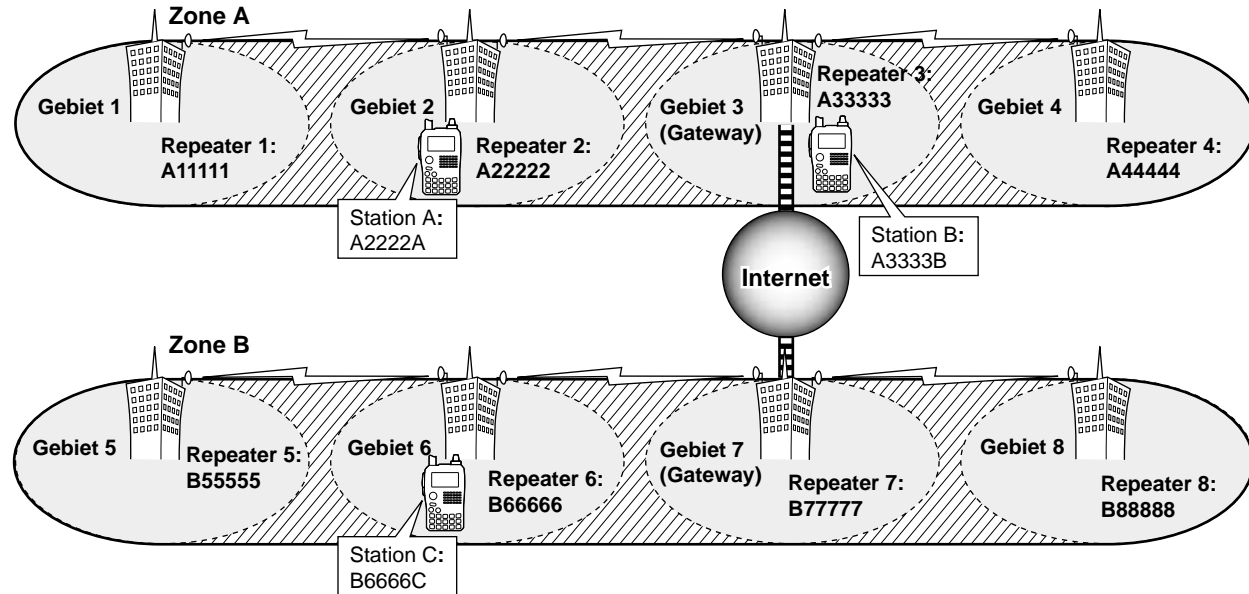 Zone A
Gebiet 1
Repeater 1:
A11111
Gebiet 2
Repeater 2:
A22222
Station A:
A2222A
Gebiet 3
(Gateway)
Repeater 3:
A33333
Station B:
A3333B
Gebiet 4
Repeater 4:
A44444
Internet
Zone B
Gebiet 5
Repeater 5:
B55555
Gebiet 6
Repeater 6:
B66666
Station C:
B6666C
Gebiet 7
(Gateway)
Repeater 7:
B77777
Gebiet 8
Repeater 8:
B88888